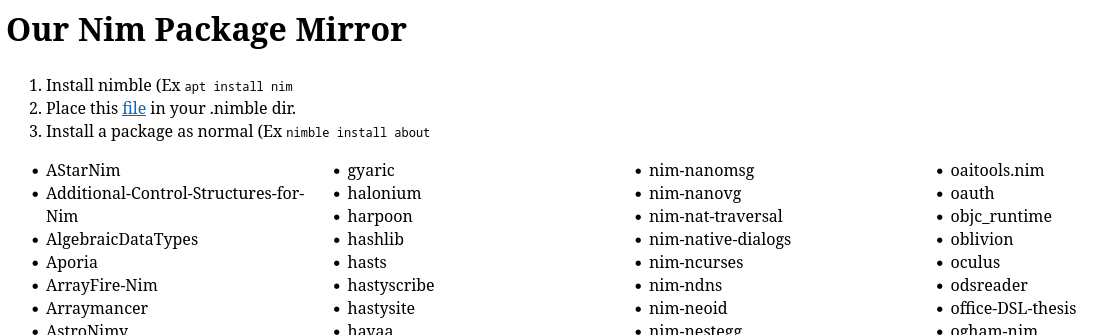 Our Nim Package Mirror
1. Install nimble (Ex apt install nim
2. Place this file in your .nimble dir.
3. Install a package as normal (Ex nimble install about
• AStarNim
• Additional-Control-Structures-for-
Nim
• AlgebraicDataTypes
• Aporia
• ArrayFire-Nim
• Arraymancer
• AstroNimy
• gyaric
• halonium
• harpoon
• hashlib
• hasts
• hastyscribe
• hastysite
• havaa
• nim-nanomsg
• nim-nanovg
• nim-nat-traversal
• nim-native-dialogs
• nim-ncurses
• nim-ndns
• nim-neoid
• nim-nestegg
• oaitools.nim
• oauth
• objc_runtime
• oblivion
• oculus
• odsreader
• office-DSL-thesis
• ogham-nim